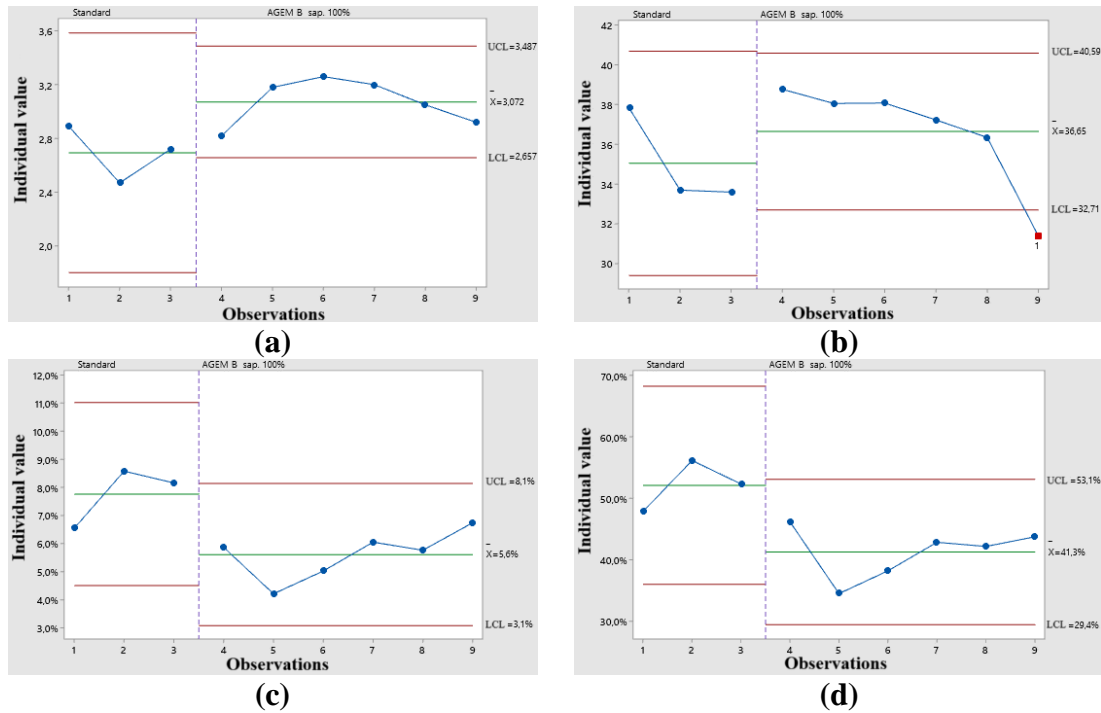 Standard AGEM B sap. 100%
Individual value
3,6
3,2
2,8
2,4
2,0
UCL=3,487
X=3,072
LCL=2,657
1 2 3 4 5 6 7 8 9
Observations
(a)
Standard AGEM B sap. 100%
Individual value
42
40
38
36
34
32
30
UCL=40,59
X=36,65
LCL=32,71
1
1 2 3 4 5 6 7 8 9
Observations
(b)
Standard AGEM B sap. 100%
Individual value
12,0%
11,0%
10,0%
9,0%
8,0%
7,0%
6,0%
5,0%
4,0%
3,0%
UCL=8,1%
X=5,6%
LCL=3,1%
1 2 3 4 5 6 7 8 9
Observations
(c)
Standard AGEM B sap. 100%
Individual value
70,0%
60,0%
50,0%
40,0%
30,0%
UCL=53,1%
X=41,3%
LCL=29,4%
1 2 3 4 5 6 7 8 9
Observations
(d)